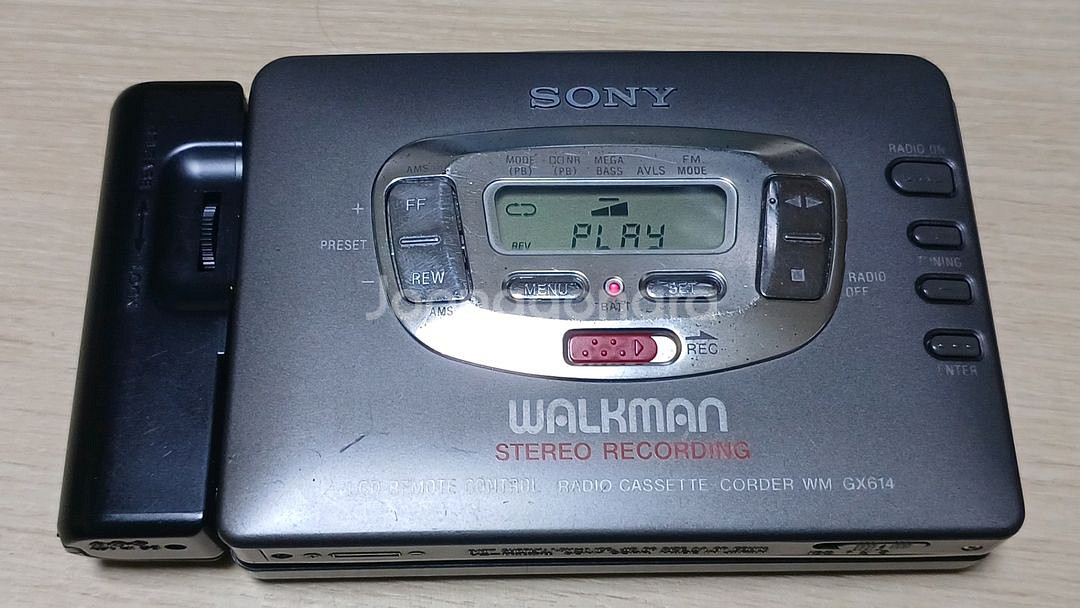 SONY
RADIO ON
MODE (PB)
DOLBY NR (PB)
MEGA BASS
AVLS
FM MODE
AMS
FF
+
PRESET
-
REW
AMS
REV
PLAY
MENU
BATT
SET
TUNING
RADIO OFF
REC
ENTER
WALKMAN
STEREO RECORDING
LCD REMOTE CONTROL RADIO CASSETTE-CORDER WM GX614
Joonggonara